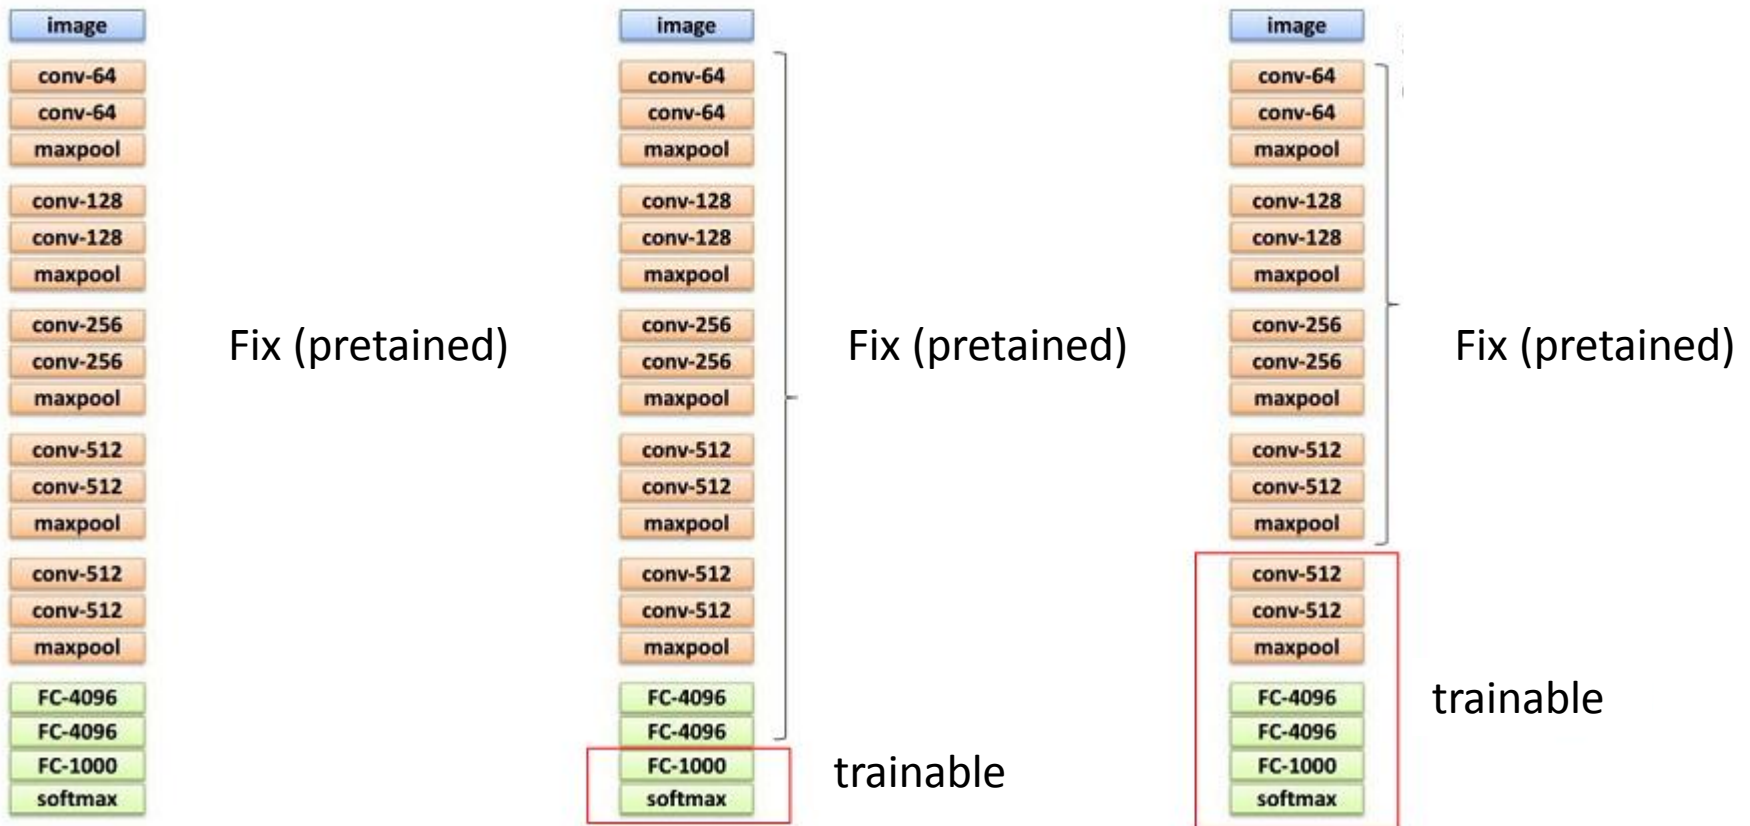 image
conv-64
conv-64
maxpool
conv-128
conv-128
maxpool
conv-256
conv-256
maxpool
conv-512
conv-512
maxpool
conv-512
conv-512
maxpool
FC-4096
FC-4096
FC-1000
softmax
Fix (pretained)
image
conv-64
conv-64
maxpool
conv-128
conv-128
maxpool
conv-256
conv-256
maxpool
conv-512
conv-512
maxpool
conv-512
conv-512
maxpool
FC-4096
FC-4096
FC-1000
softmax
Fix (pretained)
trainable
image
conv-64
conv-64
maxpool
conv-128
conv-128
maxpool
conv-256
conv-256
maxpool
conv-512
conv-512
maxpool
conv-512
conv-512
maxpool
FC-4096
FC-4096
FC-1000
softmax
Fix (pretained)
trainable